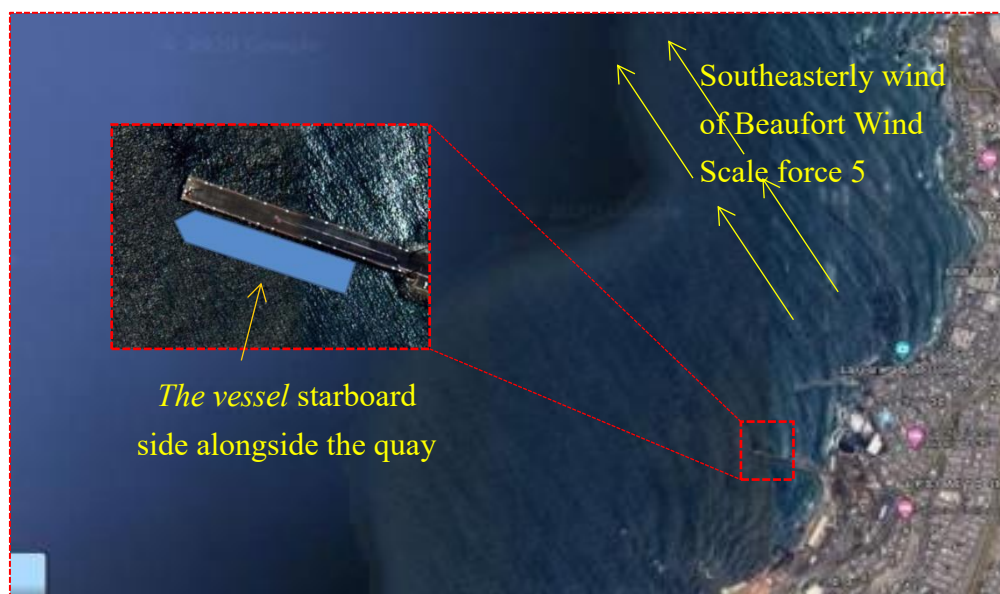 Southeasterly wind
of Beaufort Wind
Scale force 5
The vessel starboard
side alongside the quay